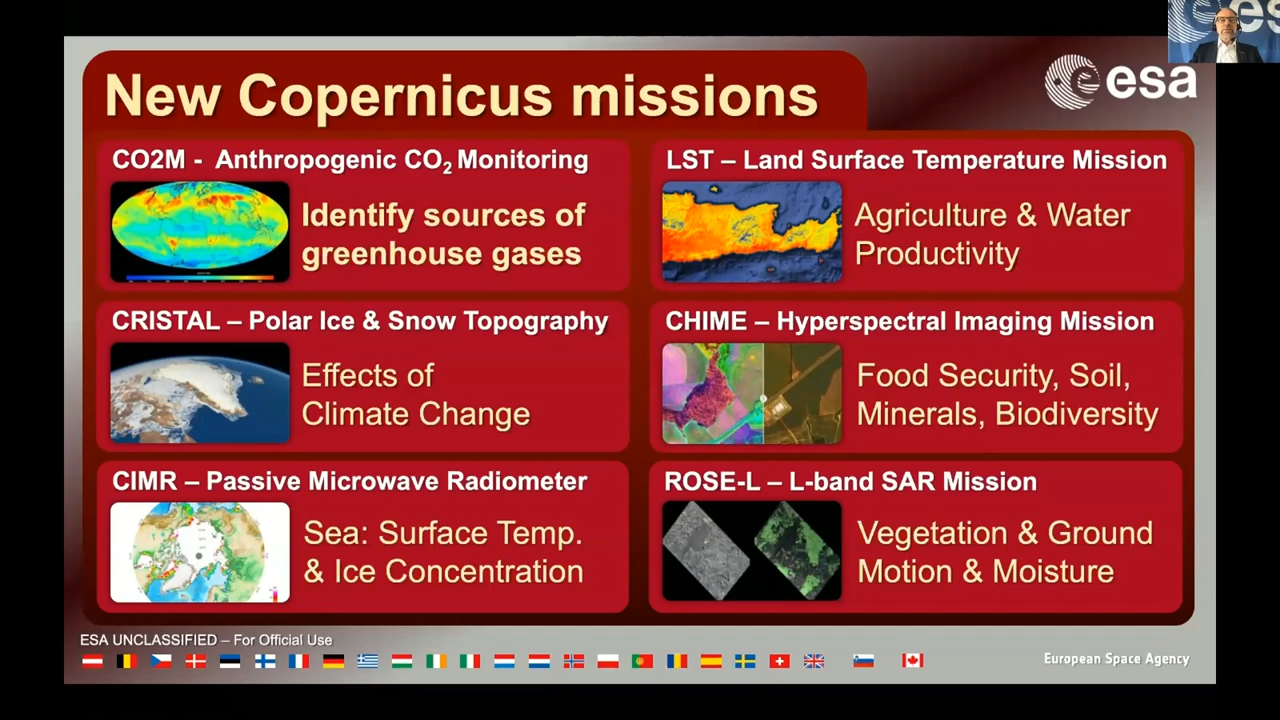 New Copernicus missions
esa
CO2M - Anthropogenic CO₂ Monitoring
Identify sources of
greenhouse gases
LST – Land Surface Temperature Mission
Agriculture & Water
Productivity
CRISTAL – Polar Ice & Snow Topography
Effects of
Climate Change
CHIME – Hyperspectral Imaging Mission
Food Security, Soil,
Minerals, Biodiversity
CIMR – Passive Microwave Radiometer
Sea: Surface Temp.
& Ice Concentration
ROSE-L – L-band SAR Mission
Vegetation & Ground
Motion & Moisture
ESA UNCLASSIFIED – For Official Use
European Space Agency